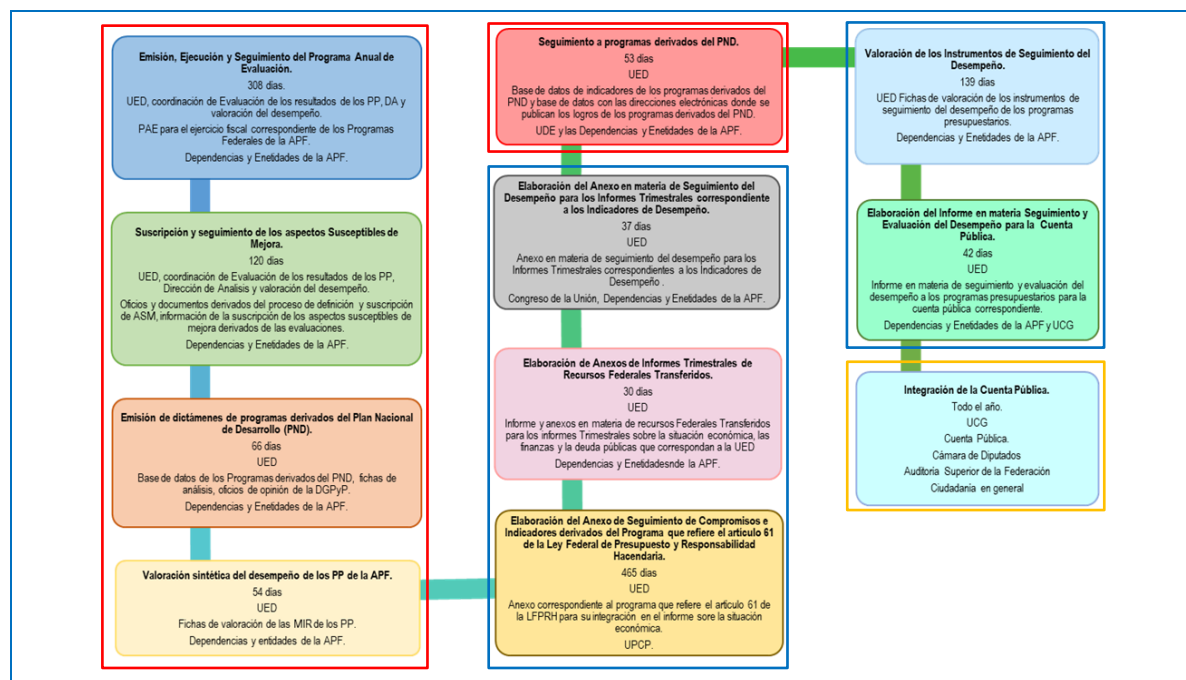 Emisión, Ejecución y Seguimiento del Programa Anual de
Evaluación.
308 dias.
UED, coordinación de Evaluación de los resultados de los PP, DA y
valoración del desempeño.
PAE para el ejercicio fiscal correspondiente de los Programas
Federales de la APF.
Dependencias y Enetidades de la APF.
Suscripción y seguimiento de los aspectos Susceptibles de
Mejora.
120 dias
UED, coordinación de Evaluación de los resultados de los PP,
Dirección de Analisis y valoración del desempeño.
Oficios y documentos derivados del proceso de definición y suscripción
de ASM, información de la suscripción de los aspectos susceptibles de
mejora derivados de las evaluaciones.
Dependencias y Enetidades de la APF.
Emisión de dictámenes de programas derivados del Plan Nacional
de Desarrollo (PND).
66 dias
UED
Base de datos de los Programas derivados del PND, fichas de
análisis, oficios de opinión de la DGPyP.
Dependencias y Enetidades de la APF.
Valoración sintética del desempeño de los PP de la APF.
54 dias
UED
Fichas de valoración de las MIR de los PP.
Dependencias y entidades de la APF.
Seguimiento a programas derivados del PND.
53 dias
UED
Base de datos de indicadores de los programas derivados del
PND y base de datos con las direcciones electrónicas donde se
publican los logros de los programas derivados del PND.
UDE y las Dependencias y Enetidades de la APF.
Elaboración del Anexo en materia de Seguimiento del
Desempeño para los Informes Trimestrales correspondiente
a los Indicadores de Desempeño.
37 dias
UED
Anexo en materia de seguimiento del desempeño para los
Informes Trimestrales correspondientes a los Indicadores de
Desempeño .
Congreso de la Unión, Dependencias y Enetidades de la APF.
Elaboración de Anexos de Informes Trimestrales de
Recursos Federales Transferidos.
30 dias
UED
Informe y anexos en materia de recursos Federales Transferidos
para los informes Trimestrales sobre la situación económica, las
finanzas y la deuda públicas que correspondan a la UED
Dependencias y Entidadesnde la APF.
Elaboración del Anexo de Seguimiento de Compromisos e
Indicadores derivados del Programa que refiere el articulo 61
de la Ley Federal de Presupuesto y Responsabilidad
Hacendaria.
465 dias
UED
Anexo correspondiente al programa que refiere el articulo 61 de
la LFPRH para su integración en el informe sore la situación
económica.
UPCP.
Valoración de los Instrumentos de Seguimiento del
Desempeño.
139 dias
UED Fichas de valoración de los instrumentos de
seguimiento del desempeño de los programas
presupuestarios.
Dependencias y Enetidades de la APF.
Elaboración del Informe en materia Seguimiento y
Evaluación del Desempeño para la Cuenta
Pública.
42 dias
UED
Informe en materia de seguimiento y evaluación del
desempeño a los programas presupuestarios para la
cuenta pública correspondiente.
Dependencias y Enetidades de la APF y UCG
Integración de la Cuenta Pública.
Todo el año.
UCG
Cuenta Pública.
Cámara de Diputados
Auditoria Superior de la Federación
Ciudadanía en general